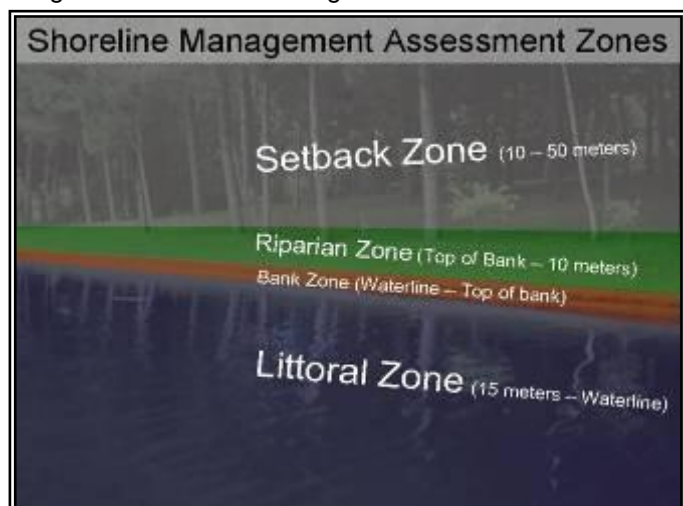 Shoreline Management Assessment Zones
Setback Zone (10 – 50 meters)
Riparian Zone (Top of Bank – 10 meters)
Bank Zone (Waterline – Top of bank)
Littoral Zone (15 meters – Waterline)